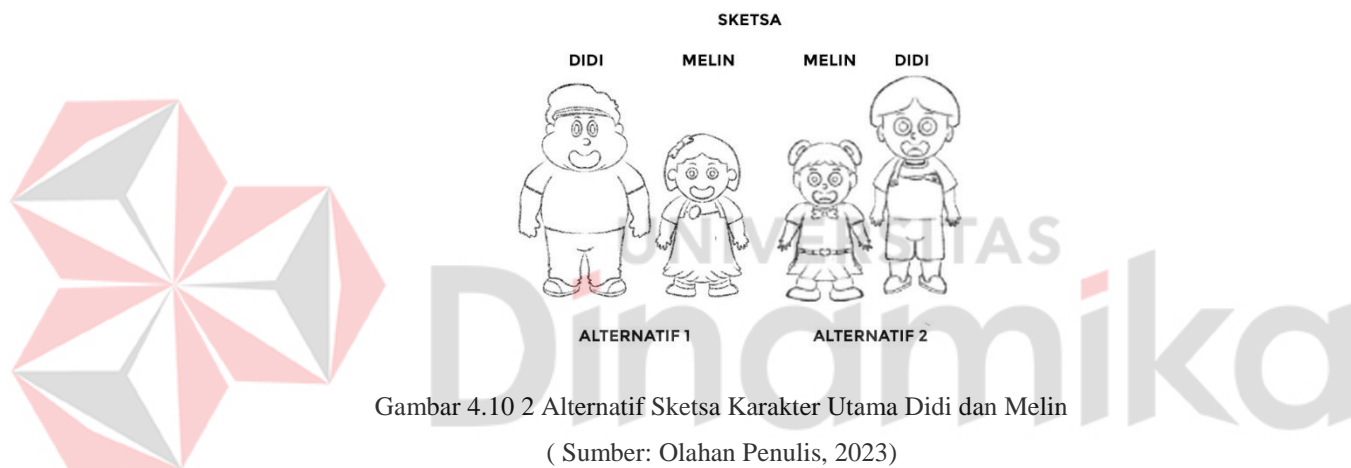 SKETSA
DIDI MELIN MELIN DIDI
UNIVERSITAS
Dinamika
ALTERNATIF 1 ALTERNATIF 2
Gambar 4.10 2 Alternatif Sketsa Karakter Utama Didi dan Melin
( Sumber: Olahan Penulis, 2023)